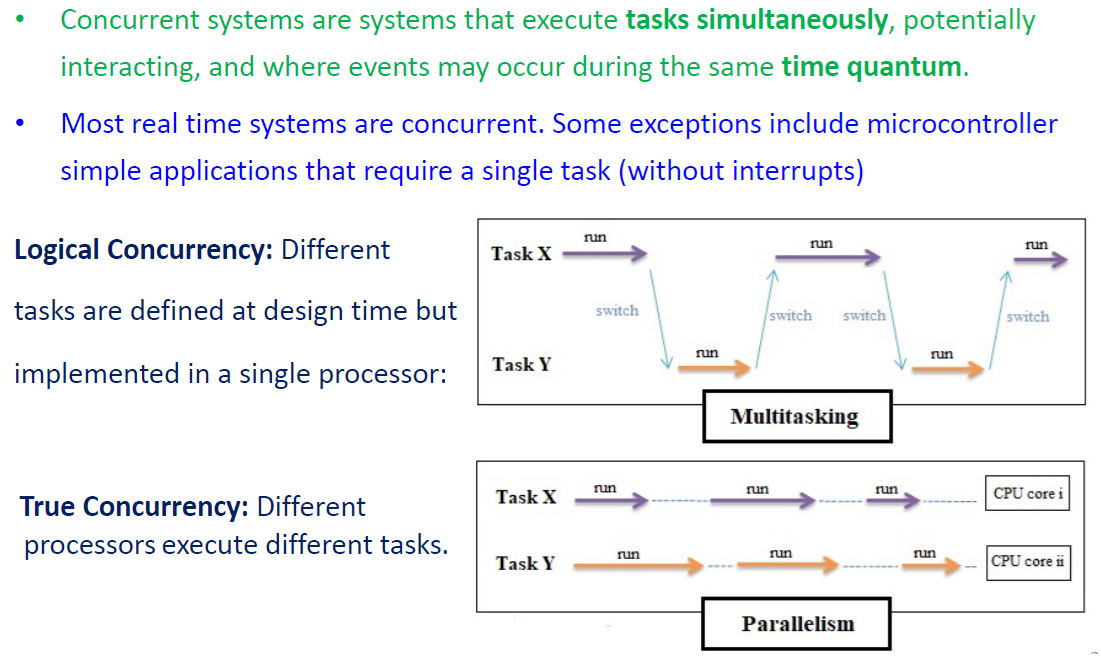 • Concurrent systems are systems that execute tasks simultaneously, potentially
interacting, and where events may occur during the same time quantum.
• Most real time systems are concurrent. Some exceptions include microcontroller
simple applications that require a single task (without interrupts)
Logical Concurrency: Different
tasks are defined at design time but
implemented in a single processor:
Task X run run run
switch switch switch switch
Task Y run run
Multitasking
True Concurrency: Different
processors execute different tasks.
Task X run run run CPU core i
Task Y run run run CPU core ii
Parallelism